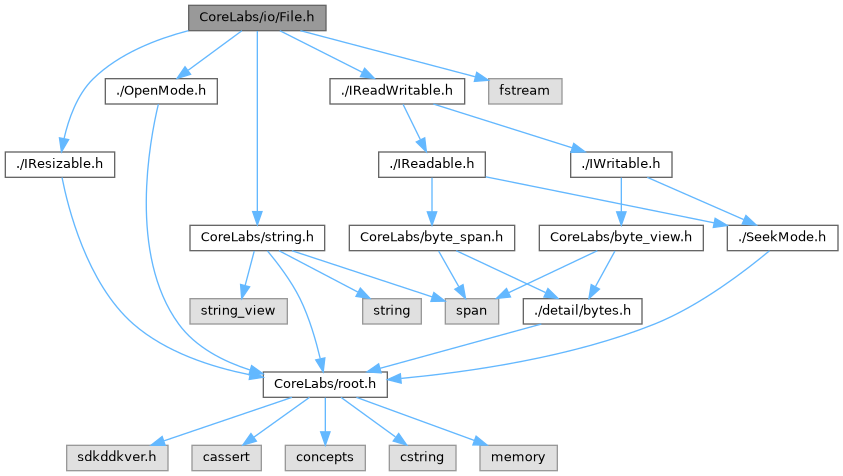 CoreLabs/io/File.h
./OpenMode.h
./IReadWritable.h
fstream
./IResizable.h
./IReadable.h
./IWritable.h
CoreLabs/string.h
CoreLabs/byte_span.h
CoreLabs/byte_view.h
./SeekMode.h
string_view
string
span
./detail/bytes.h
CoreLabs/root.h
sdkddkver.h
cassert
concepts
cstring
memory